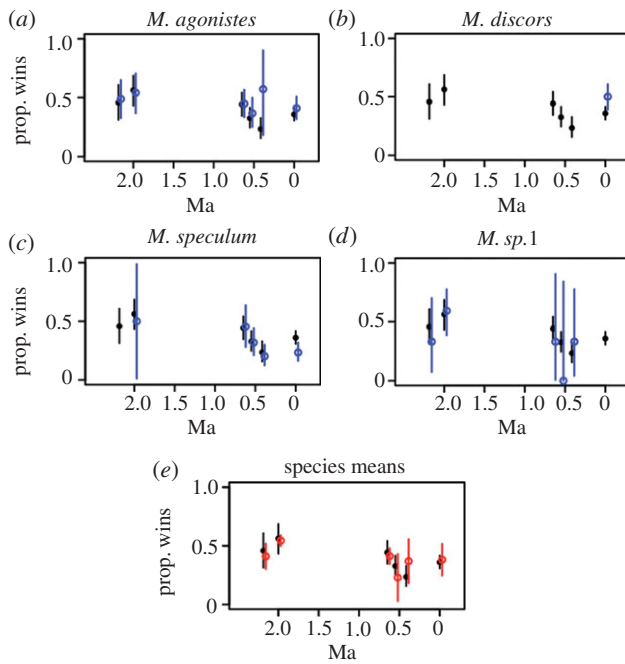 (a) M. agonistes
(b) M. discors
prop. wins
1.0
0.5
0
2.0 1.5 1.0 0.5 0
Ma
1.0
0.5
0
2.0 1.5 1.0 0.5 0
Ma
(c) M. speculum
(d) M. sp.1
prop. wins
1.0
0.5
0
2.0 1.5 1.0 0.5 0
Ma
1.0
0.5
0
2.0 1.5 1.0 0.5 0
Ma
(e) species means
prop. wins
1.0
0.5
0
2.0 1.5 1.0 0.5 0
Ma